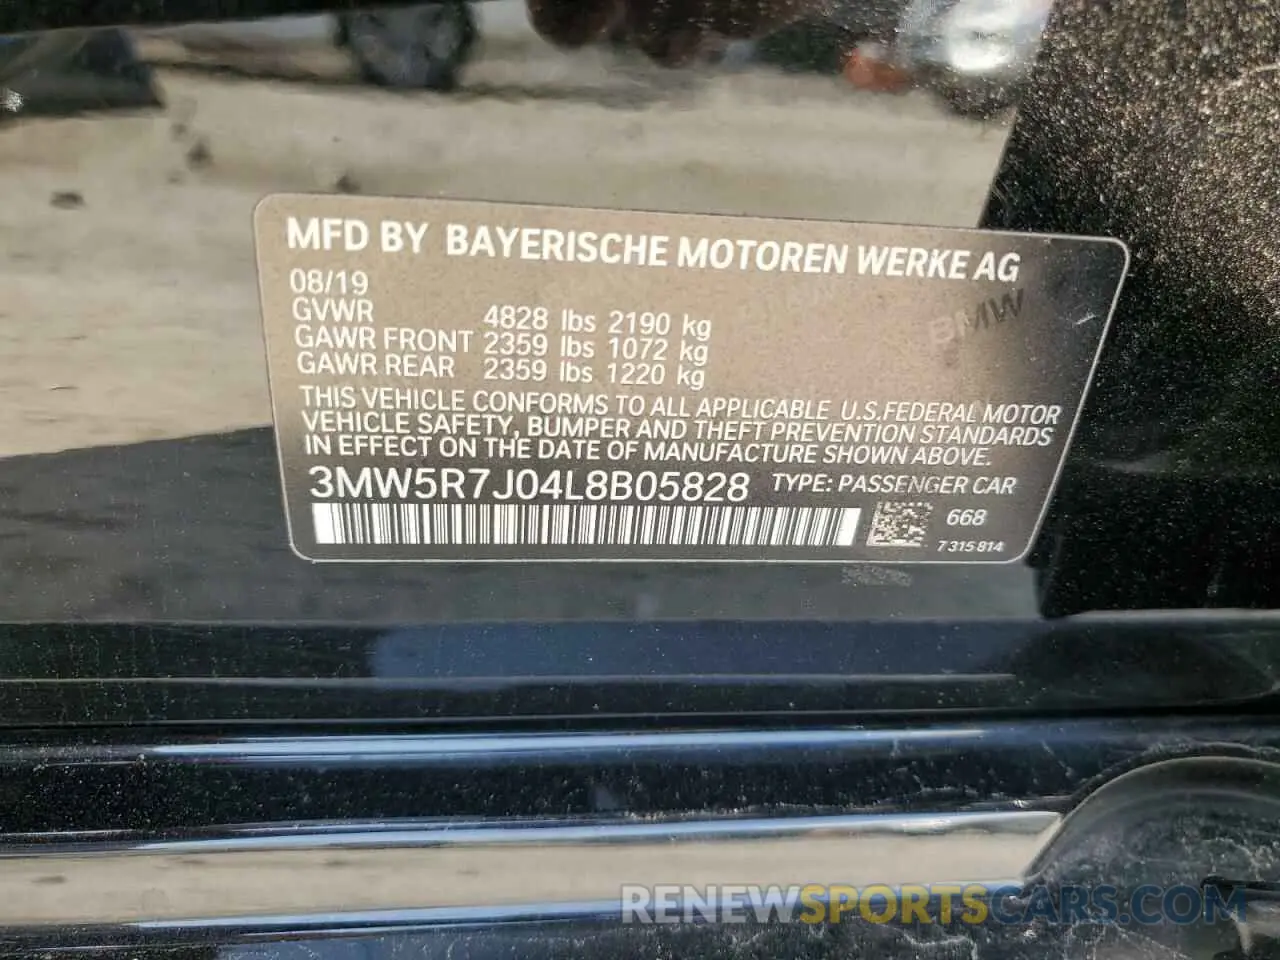 MFD BY BAYERISCHE MOTOREN WERKE AG
08/19
GVWR 4828 lbs 2190 kg
GAWR FRONT 2359 lbs 1072 kg
GAWR REAR 2359 lbs 1220 kg
BMW
THIS VEHICLE CONFORMS TO ALL APPLICABLE U.S.FEDERAL MOTOR
VEHICLE SAFETY, BUMPER AND THEFT PREVENTION STANDARDS
IN EFFECT ON THE DATE OF MANUFACTURE SHOWN ABOVE.
3MW5R7J04L8B05828 TYPE: PASSENGER CAR
668
7315814
RENEWSPORTSCARS.COM